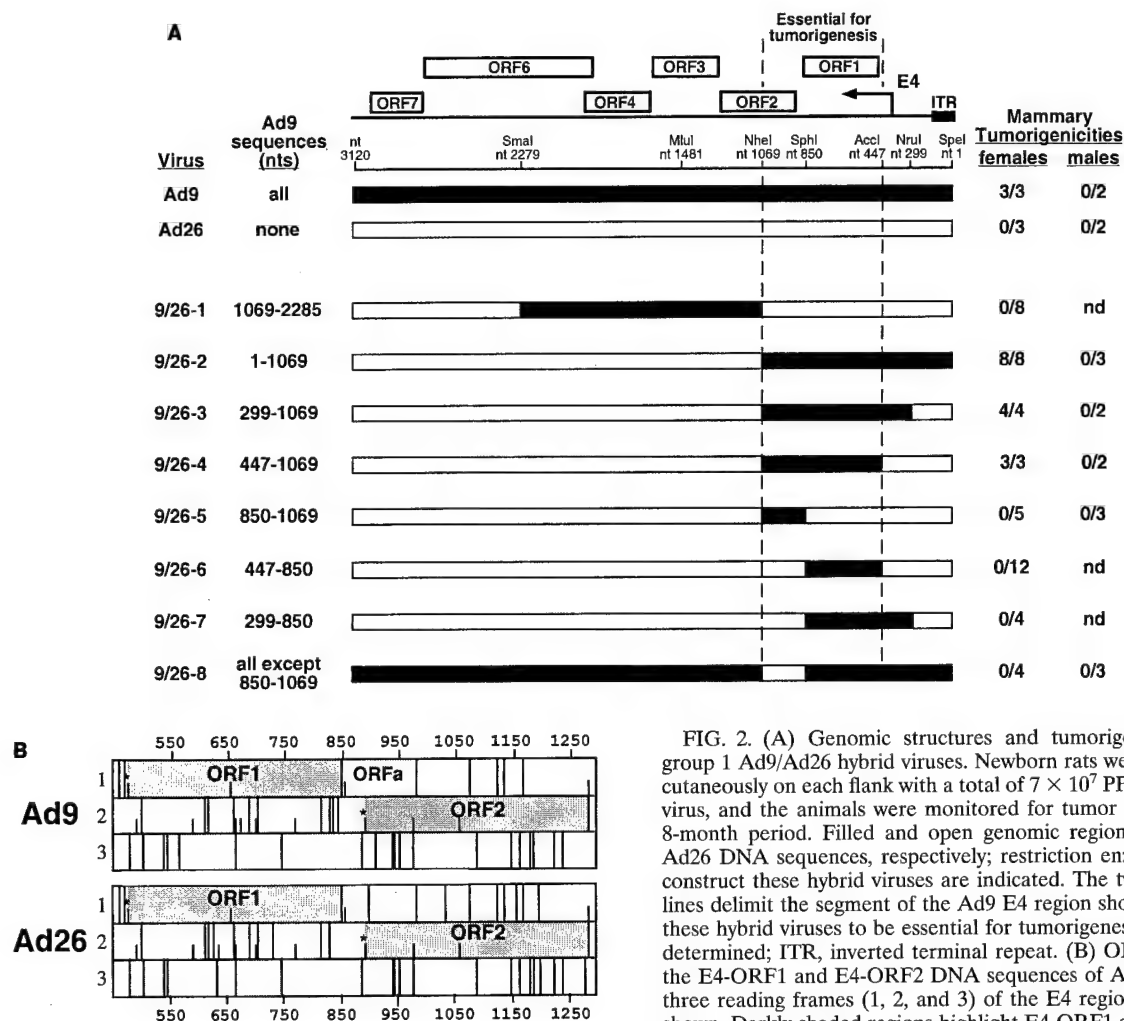 A
Essential for
tumorigenesis
ORF6 ORF3 ORF1
ORF7 ORF4 ORF2 E4 ITR
Virus
Ad9
sequences
(nts)
nt
3120
SmaI
nt 2279
MluI
nt 1481
NheI
nt 1069
SphI
nt 850
AccI
nt 447
NruI
nt 299
SpeI
nt 1
Mammary
Tumorigenicities
females males
Ad9 all 3/3 0/2
Ad26 none 0/3 0/2
9/26-1 1069-2285 0/8 nd
9/26-2 1-1069 8/8 0/3
9/26-3 299-1069 4/4 0/2
9/26-4 447-1069 3/3 0/2
9/26-5 850-1069 0/5 0/3
9/26-6 447-850 0/12 nd
9/26-7 299-850 0/4 nd
9/26-8 all except
850-1069 0/4 0/3
B
550 650 750 850 950 1050 1150 1250
Ad9
1 * ORF1 ORFa
2 * ORF2
3
Ad26
1 * ORF1
2 * ORF2
3
550 650 750 850 950 1050 1150 1250
FIG. 2. (A) Genomic structures and tumorige
group 1 Ad9/Ad26 hybrid viruses. Newborn rats we
cutaneously on each flank with a total of 7 × 10⁷ PF
virus, and the animals were monitored for tumor
8-month period. Filled and open genomic region
Ad26 DNA sequences, respectively; restriction en
construct these hybrid viruses are indicated. The tv
lines delimit the segment of the Ad9 E4 region sho
these hybrid viruses to be essential for tumorigenes
determined; ITR, inverted terminal repeat. (B) OR
the E4-ORF1 and E4-ORF2 DNA sequences of A
three reading frames (1, 2, and 3) of the E4 regio